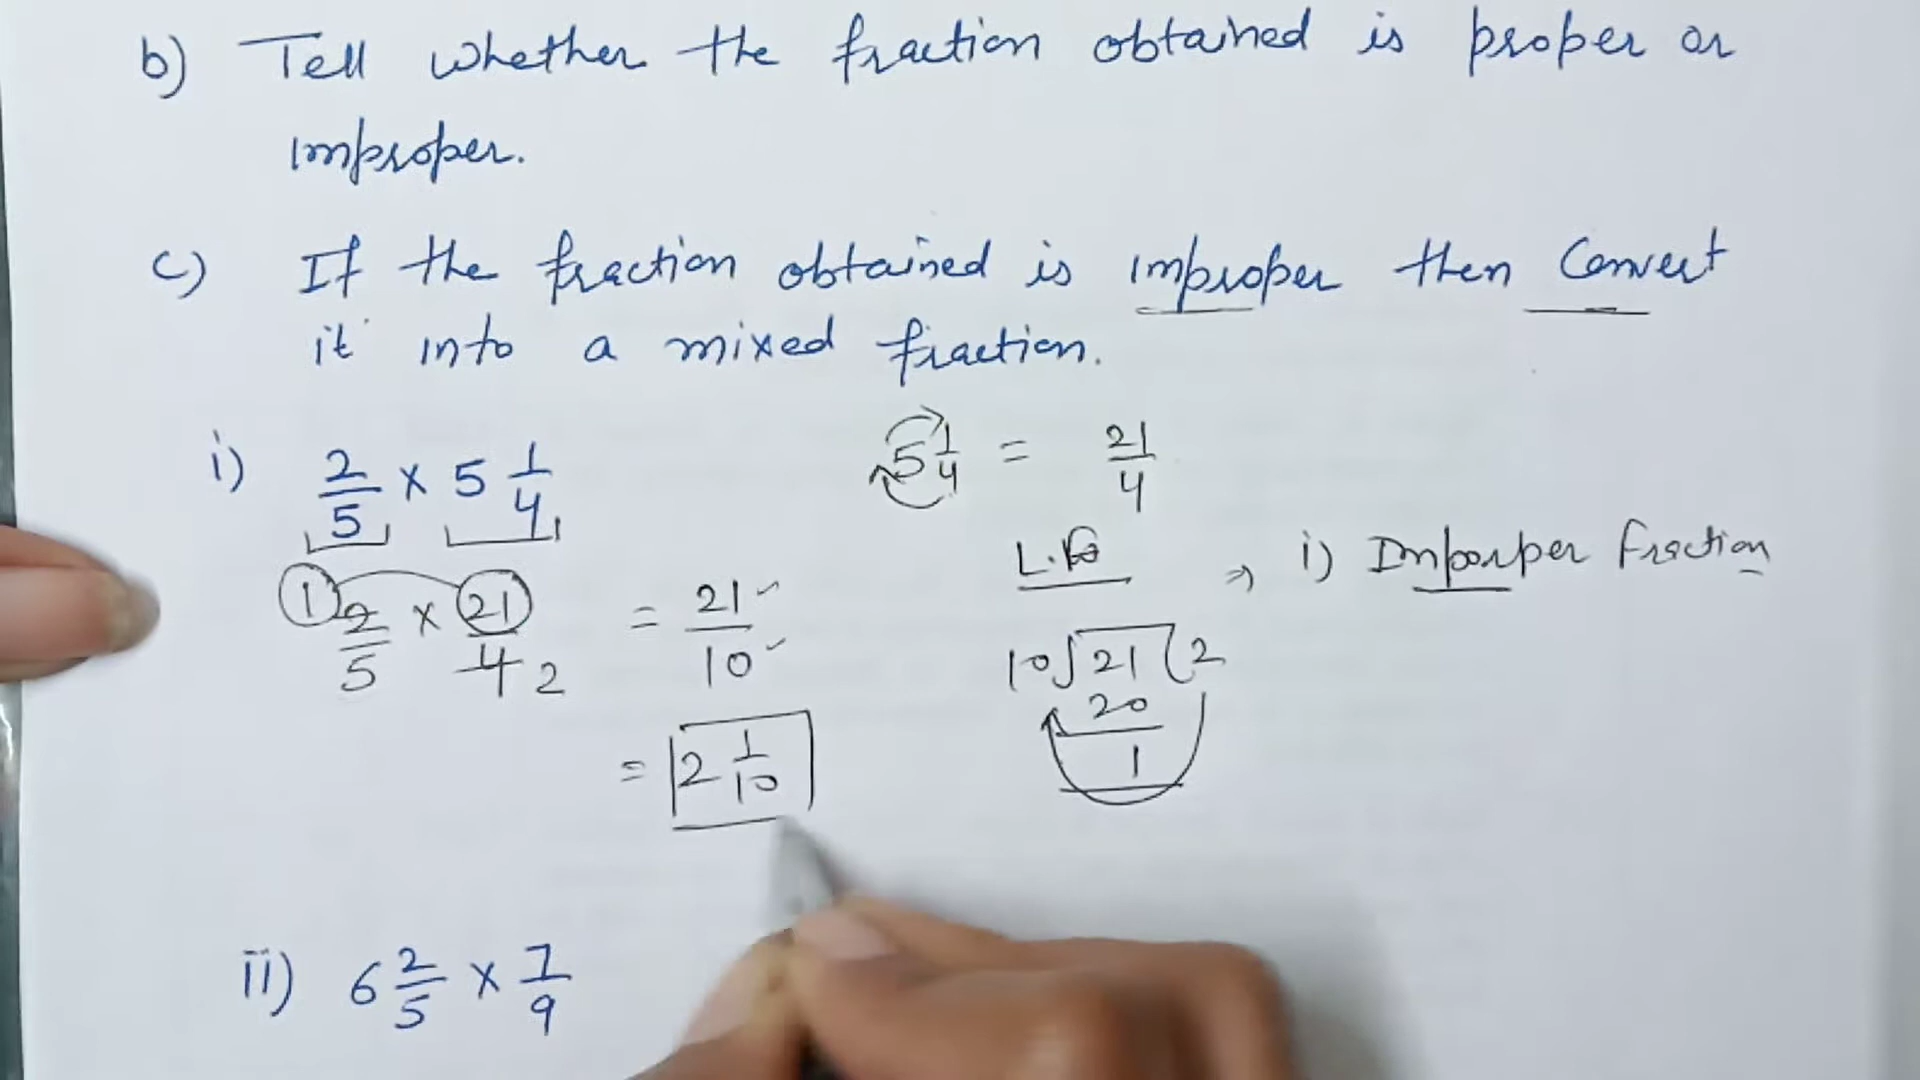 b) Tell whether the fraction obtained is proper or
improper.
c) If the fraction obtained is improper then Convert
it into a mixed fraction.
i) 2/5 × 5 1/4
5 1/4 = 21/4
⇒ i) Imporper Fraction
1 2/5 × 21/4 2 = 21/10
10)21(2
20
1
= 2 1/10
ii) 6 2/5 × 7/9